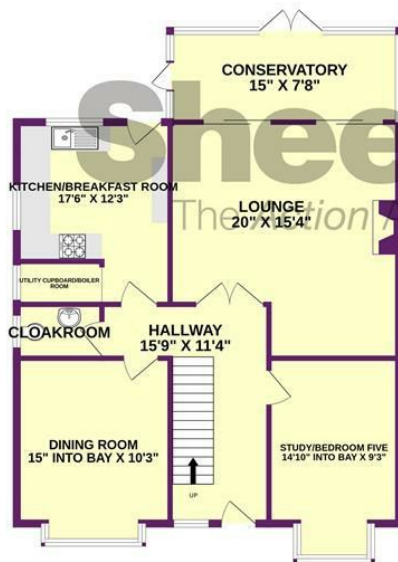 CONSERVATORY
15" X 7'8"
Shee
KITCHEN/BREAKFAST ROOM
17'6" X 12'3"
LOUNGE
20" X 15'4"
The Action
UTILITY CUPBOARD/BOILER
ROOM
CLOAKROOM
HALLWAY
15'9" X 11'4"
DINING ROOM
15" INTO BAY X 10'3"
STUDY/BEDROOM FIVE
14'10" INTO BAY X 9'3"
UP